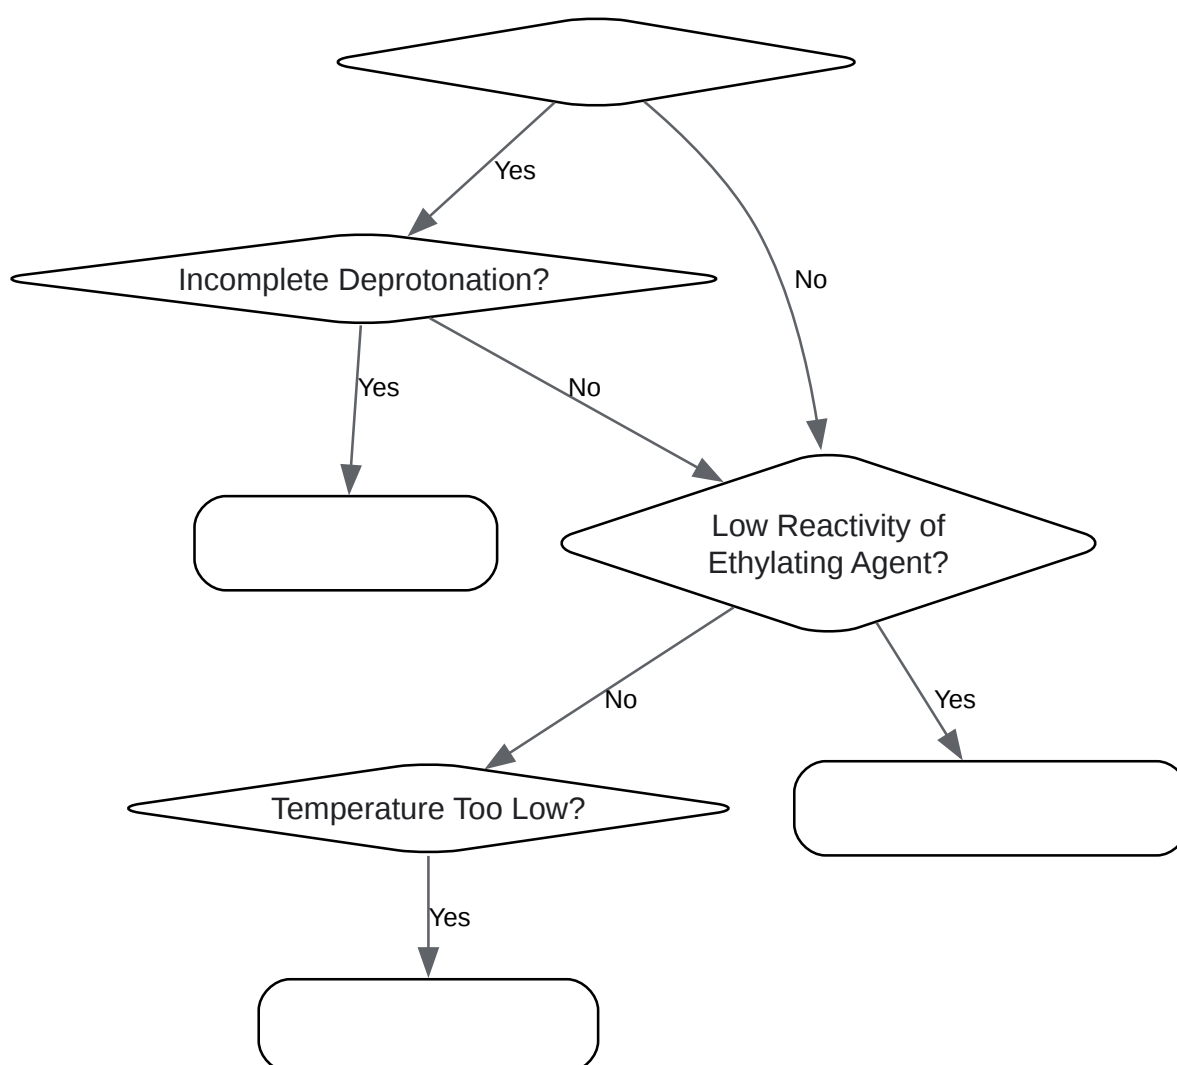 Yes
Incomplete Deprotonation?
No
Yes
No
Low Reactivity of
Ethylating Agent?
No
Yes
Temperature Too Low?
Yes